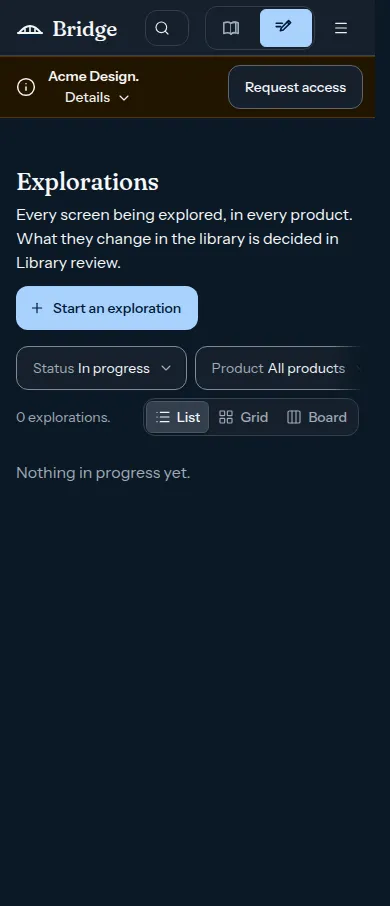 Bridge
Acme Design.
Details
Request access
Explorations
Every screen being explored, in every product.
What they change in the library is decided in
Library review.
Start an exploration
Status In progress
Product All products
0 explorations.
List
Grid
Board
Nothing in progress yet.